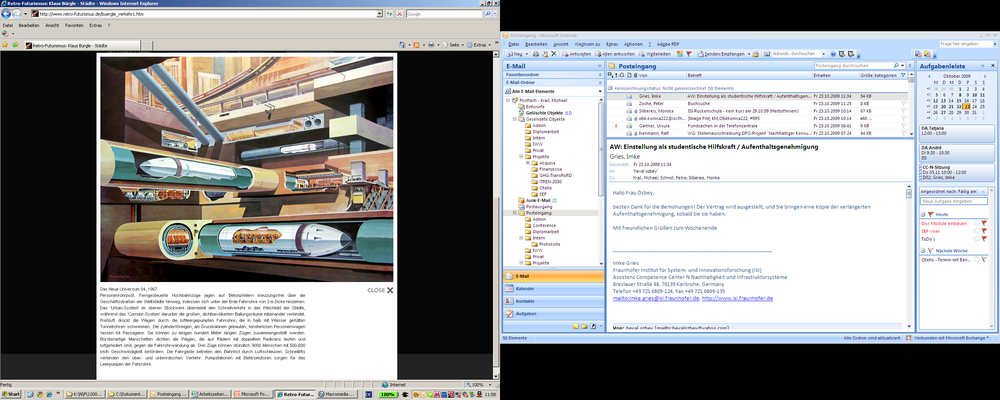 Retro-Futurismus: Klaus Bürgle - Städte - Windows Internet Explorer
http://www.retro-futurismus.de/buergle_verkehr1.htm
Google
Datei Bearbeiten Ansicht Favoriten Extras ?
Retro-Futurismus: Klaus Bürgle - Städte
Seite Extras
CLOSE
Das Neue Universum 84, 1967
Personenrohrpost. Ferngesteuerte Hochbahnzüge jagen auf Betonpfeilern kreuzungsfrei über die
Geschäftsstraßen der Weltstädte hinweg, indessen sich unter der Erde Fahrrohre von 3 m Dicke hinziehen.
Das 'Urban-System' im oberen Stockwerk übernimmt den Schnellverkehr in das Weichbild der Städte,
während das 'Corridor-System' darunter die großen, dichtbevölkerten Ballungsräume miteinander verbindet.
Preßluft drückt die Wagen durch die luftleergepumpten Fahrrohre, die in halb mit Wasser gefüllten
Tunnelrohren schwimmen. Die zylinderförmigen, als Druckkabinen gebauten, fensterlosen Personenwagen
fassen 64 Passagiere. Sie können zu einigen hundert Meter langen Zügen zusammengestellt werden.
Bürstenartige Manschetten dichten die Wagen, die auf Rädern mit doppeltem Radkranz laufen und
luftgefedert sind, gegen die Fahrrohrwandung ab. Drei Züge können stündlich 9000 Menschen mit 500-600
km/h Geschwindigkeit befördern. Die Fahrgäste betreten den Bahnhof durch Luftschleusen. Schnelllifts
verbinden den ober- und unterirdischen Verkehr. Pumpstationen mit Elektromotoren sorgen für das
Leerpumpen der Fahrrohre.
Fertig
Internet
100%
Start
K:\N\P\1200...
C:\Dokument...
Posteingang ...
Arbeitszeiten...
Microsoft Po...
Retro-Futur...
Macromedia ...
DE
100%
11:58
Posteingang - Microsoft Outlook
Datei Bearbeiten Ansicht Wechseln zu Extras Aktionen ? Adobe PDF
Frage hier eingeben
Neu Antworten Allen antworten Weiterleiten Senden/Empfangen Adressb. durchsuchen
E-Mail
Favoritenordner
E-Mail-Ordner
Alle E-Mail-Elemente
Postfach - Krail, Michael
Entwürfe
Gelöschte Objekte (12)
Gesendete Objekte
Admin
Diplomarbeit
Intern
IWW
Privat
Projekte
Akquise
Finanzkrise
GHG-TransPoRD
iTREN-2030
Otello
SEF
Junk-E-Mail [3]
Postausgang
Posteingang
Admin
Conference
Diplomarbeit
Intern
Protokolle
IWW
Privat
Projekte
E-Mail
Kalender
Kontakte
Aufgaben
58 Elemente
Posteingang
Posteingang durchsuchen
Von Betreff Erhalten Größe Kategorien
Kennzeichnungsstatus: Nicht gekennzeichnet (58 Elemente)
Gries, Imke AW: Einstellung als studentische Hilfskraft / Aufenthaltsgen... Fr 23.10.2009 11:34 54 KB
Zoche, Peter Buchsuche Fr 23.10.2009 11:25 8 KB
Silbereis, Monika ISI-Rückenschule - kein Kurs am 29.10.09 (Herbstferien!) Fr 23.10.2009 10:14 67 KB
o64-konica222@isi.fh... [Image File] KM,O64Konica222, #095 Fr 23.10.2009 10:14 460 ...
Gärtner, Ursula Fundsachen in der Telefonzentrale Fr 23.10.2009 08:41 9 KB
Isenmann, Ralf WG: Stellenausschreibung DFG-Projekt "Nachhaltiger Konsu... Fr 23.10.2009 07:24 44 KB
AW: Einstellung als studentische Hilfskraft / Aufenthaltsgenehmigung
Gries, Imke
Gesendet: Fr 23.10.2009 11:34
An: 'heval ozbey'
Cc: Krail, Michael; Schmid, Petra; Silbereis, Monika
Hallo Frau Özbey,
besten Dank für die Bemühungen! Der Vertrag wird ausgestellt, und Sie bringen eine Kopie der verlängerten
Aufenthaltsgenehmigung, sobald Sie sie haben.
Mit freundlichen Grüßen zum Wochenende
Imke Gries
Fraunhofer Institut für System- und Innovationsforschung (ISI)
Assistenz Competence Center N Nachhaltigkeit und Infrastruktursysteme
Breslauer Straße 48, 76139 Karlsruhe, Germany
Telefon +49 721 6809-124, Fax +49 721 6809-135
mailto:imke.gries@isi.fraunhofer.de, http://www.isi.fraunhofer.de
Von: heval ozbey [mailto:hevalozbey@yahoo.com]
Aufgabenleiste
Oktober 2009
M D M D F S S
40 28 29 30 1 2 3 4
41 5 6 7 8 9 10 11
42 12 13 14 15 16 17 18
43 19 20 21 22 23 24 25
44 26 27 28 29 30 31 1
45 2 3 4 5 6 7 8
DA Tatjana
12:00 - 13:00
DA André
Di 9:30 - 10:30
ISI
CC-N-Sitzung
Do 05.11 10:00 - 12:00
D02; Gries, Imke
Angeordnet nach: Fällig am
Neue Aufgabe eingeben
Heute
Diss Module einbauen
SEF-Viver
ToDo's
Nächste Woche
Otello - Termin mit Beir...
Alle Ordner sind aktualisiert. Verbunden mit Microsoft Exchange